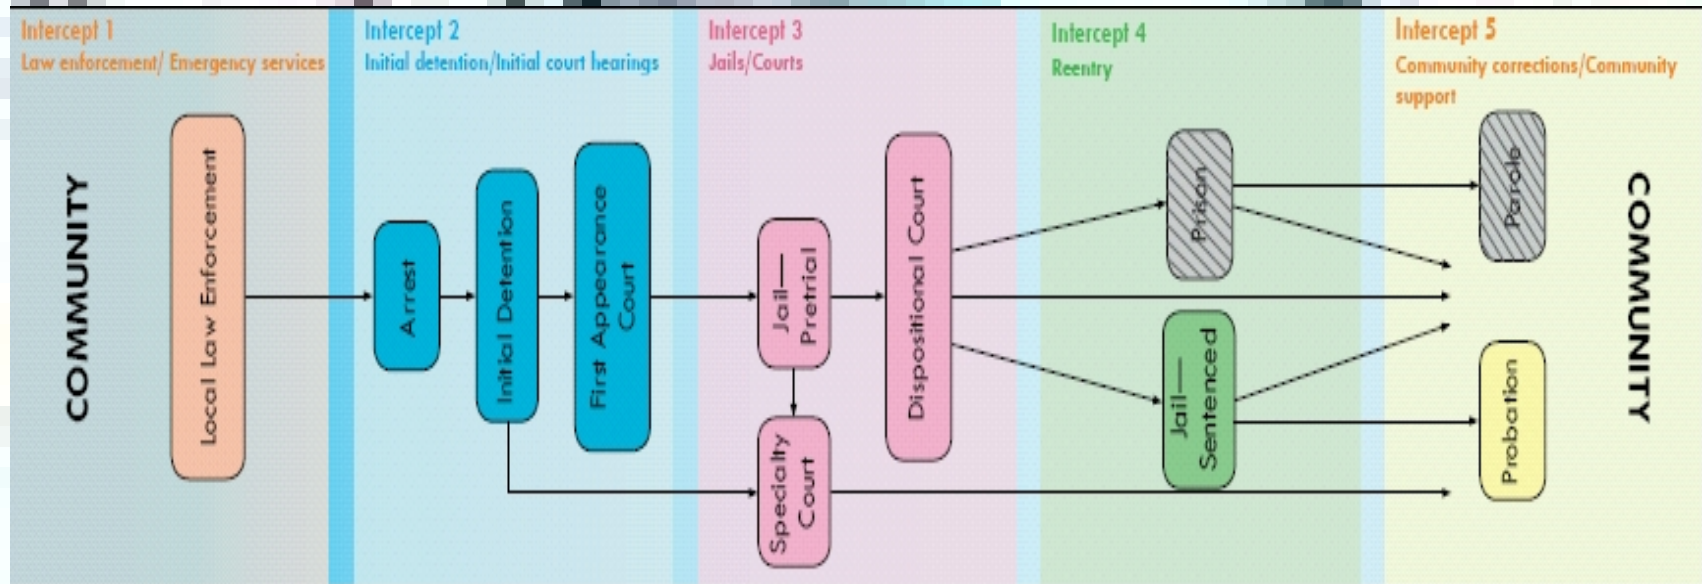 Intercept 1
Law enforcement/ Emergency services
Intercept 2
Initial detention/Initial court hearings
Intercept 3
Jails/Courts
Intercept 4
Reentry
Intercept 5
Community corrections/Community
support
COMMUNITY
Local Law Enforcement
Arrest
Initial Detention
First Appearance
Court
Jail—
Pretrial
Specialty
Court
Dispositional Court
Prison
Jail—
Sentenced
Parole
Probation
COMMUNITY